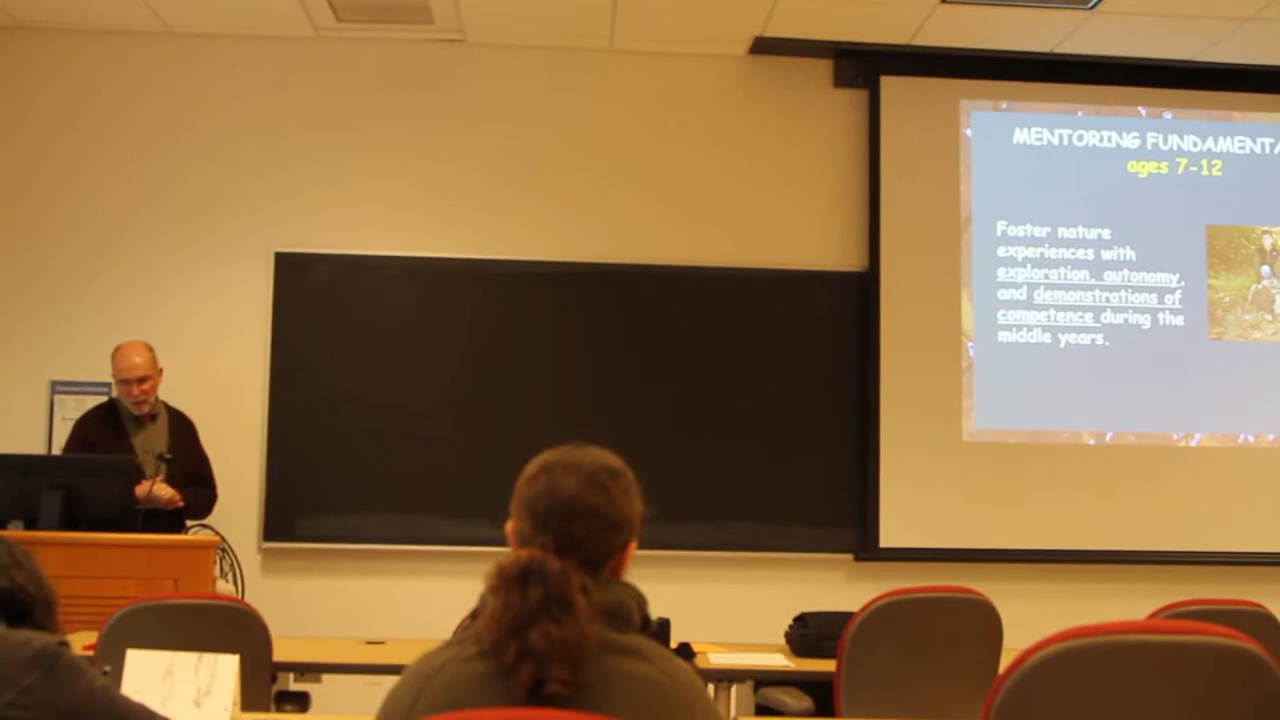 MENTORING FUNDAMENTA
ages 7-12
Foster nature
experiences with
exploration, autonomy,
and demonstrations of
competence during the
middle years.